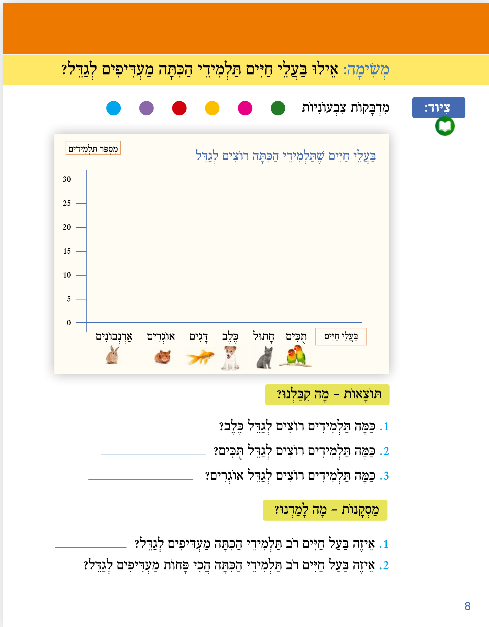 מְשִׂימָה: אֵילוּ בַּעֲלֵי חַיִּים תַּלְמִידֵי הַכִּתָּה מַעְדִּיפִים לְגַדֵּל?
צִיּוּד:
מַדְבֵּקוֹת צִבְעוֹנִיּוֹת
מִסְפַּר תַּלְמִידִים
בַּעֲלֵי חַיִּים שֶׁתַּלְמִידֵי הַכִּתָּה רוֹצִים לְגַדֵּל
30
25
20
15
10
5
0
בַּעֲלֵי חַיִּים
תֻּכִּים חָתוּל כֶּלֶב דָּגִים אוֹגְרִים אַרְנְבוֹנִים
תּוֹצָאוֹת – מָה קִבַּלְנוּ?
1. כַּמָּה תַּלְמִידִים רוֹצִים לְגַדֵּל כֶּלֶב?
2. כַּמָּה תַּלְמִידִים רוֹצִים לְגַדֵּל תֻּכִּים?
3. כַּמָּה תַּלְמִידִים רוֹצִים לְגַדֵּל אוֹגְרִים?
מַסְקָנוֹת – מָה לָמַדְנוּ?
1. אֵיזֶה בַּעַל חַיִּים רֹב תַּלְמִידֵי הַכִּתָּה מַעְדִּיפִים לְגַדֵּל?
2. אֵיזֶה בַּעַל חַיִּים רֹב תַּלְמִידֵי הַכִּתָּה הֲכִי פָּחוֹת מַעְדִּיפִים לְגַדֵּל?
8